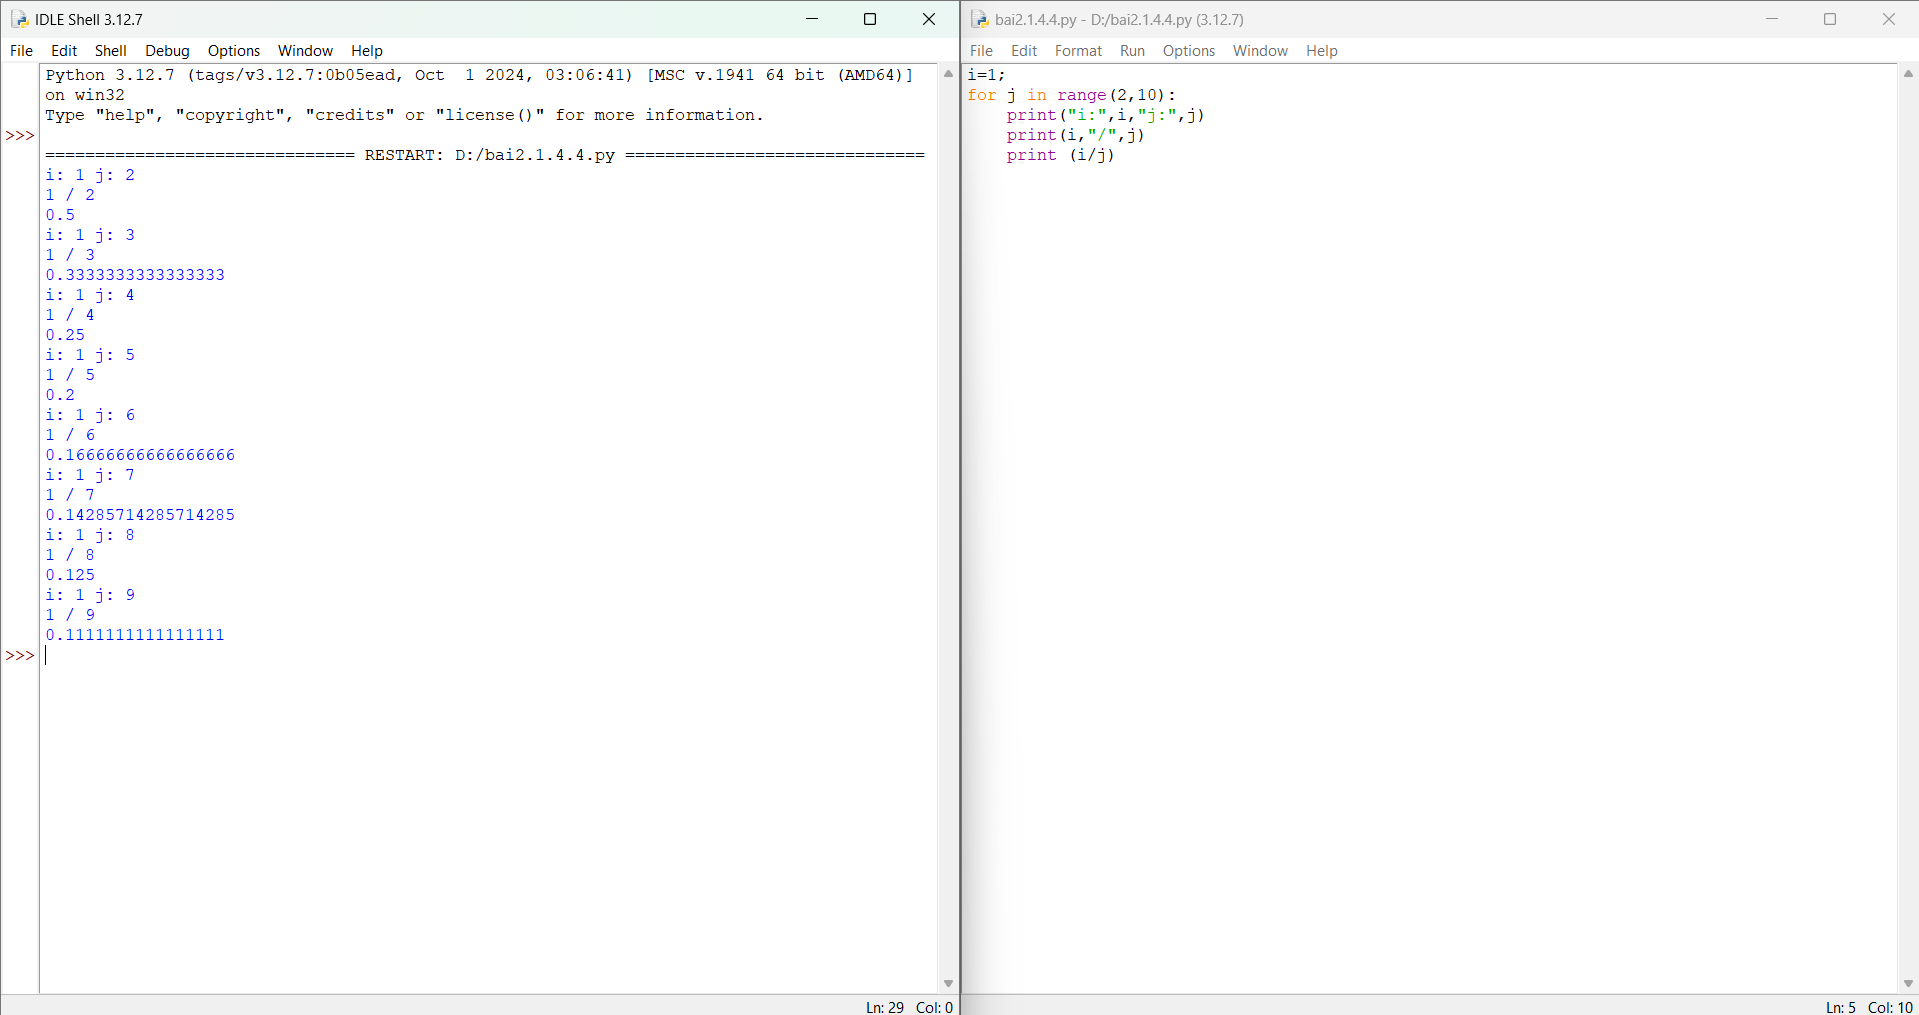 IDLE Shell 3.12.7
File Edit Shell Debug Options Window Help
Python 3.12.7 (tags/v3.12.7:0b05ead, Oct  1 2024, 03:06:41) [MSC v.1941 64 bit (AMD64)]
on win32
Type "help", "copyright", "credits" or "license()" for more information.
>>>
=============================== RESTART: D:/bai2.1.4.4.py ==============================
i: 1 j: 2
1 / 2
0.5
i: 1 j: 3
1 / 3
0.3333333333333333
i: 1 j: 4
1 / 4
0.25
i: 1 j: 5
1 / 5
0.2
i: 1 j: 6
1 / 6
0.16666666666666666
i: 1 j: 7
1 / 7
0.14285714285714285
i: 1 j: 8
1 / 8
0.125
i: 1 j: 9
1 / 9
0.1111111111111111
>>>
Ln: 29 Col: 0
bai2.1.4.4.py - D:/bai2.1.4.4.py (3.12.7)
File Edit Format Run Options Window Help
i=1;
for j in range(2,10):
    print("i:",i,"j:",j)
    print(i,"/",j)
    print (i/j)
Ln: 5 Col: 10